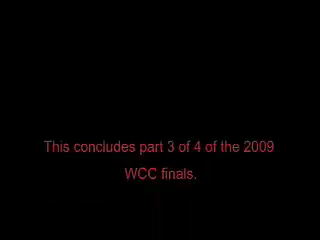 This concludes part 3 of 4 of the 2009
WCC finals.